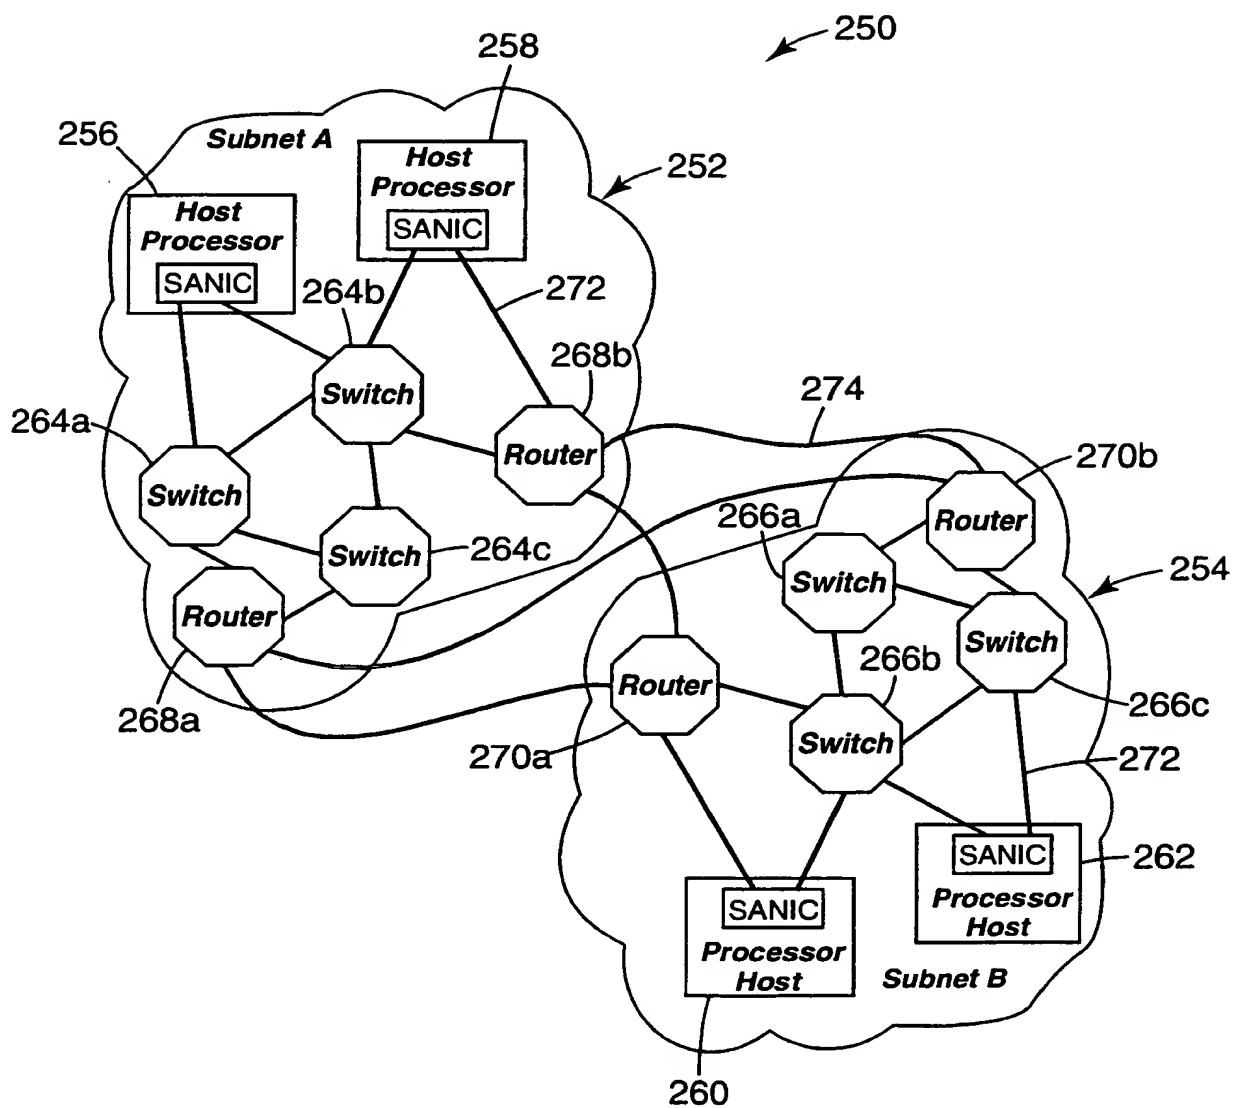 250
258
256
Subnet A
Host
Processor
SANIC
252
Host
Processor
SANIC
264b
272
268b
Switch
274
264a
Router
270b
Switch
266a
Router
Switch
264c
Switch
254
Router
Switch
266b
Router
268a
266c
Switch
270a
272
SANIC
262
Processor
Host
SANIC
Processor
Host
Subnet B
260